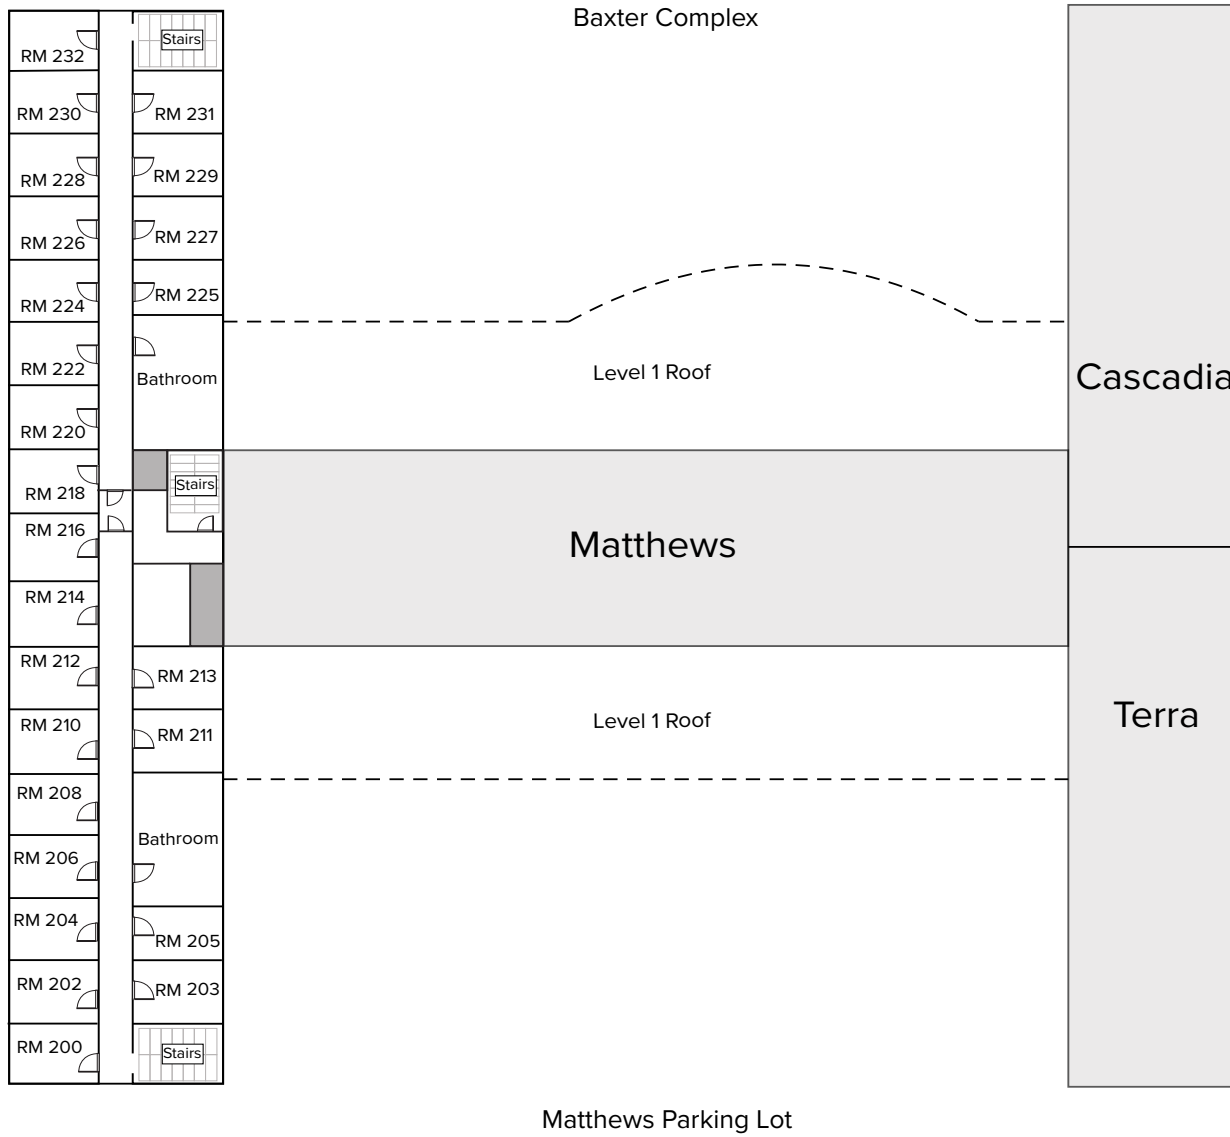 Baxter Complex
Stairs
RM 232
RM 230
RM 231
RM 228
RM 229
RM 226
RM 227
RM 224
RM 225
RM 222
Bathroom
Level 1 Roof
Cascadia
RM 220
RM 218
Stairs
RM 216
Matthews
RM 214
RM 212
RM 213
RM 210
RM 211
Level 1 Roof
Terra
RM 208
Bathroom
RM 206
RM 204
RM 205
RM 202
RM 203
RM 200
Stairs
Matthews Parking Lot